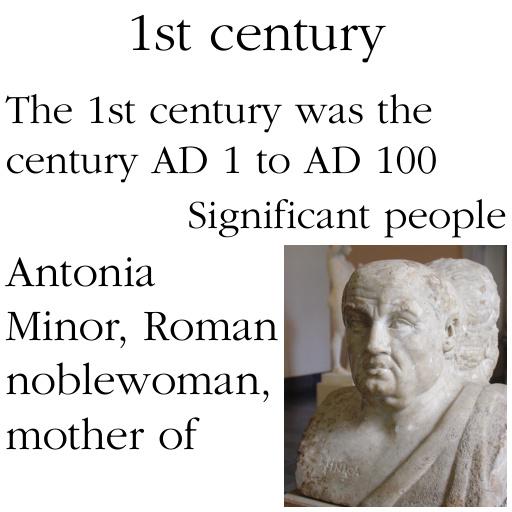 1st century
The 1st century was the
century AD 1 to AD 100
Significant people
Antonia
Minor, Roman
noblewoman,
mother of